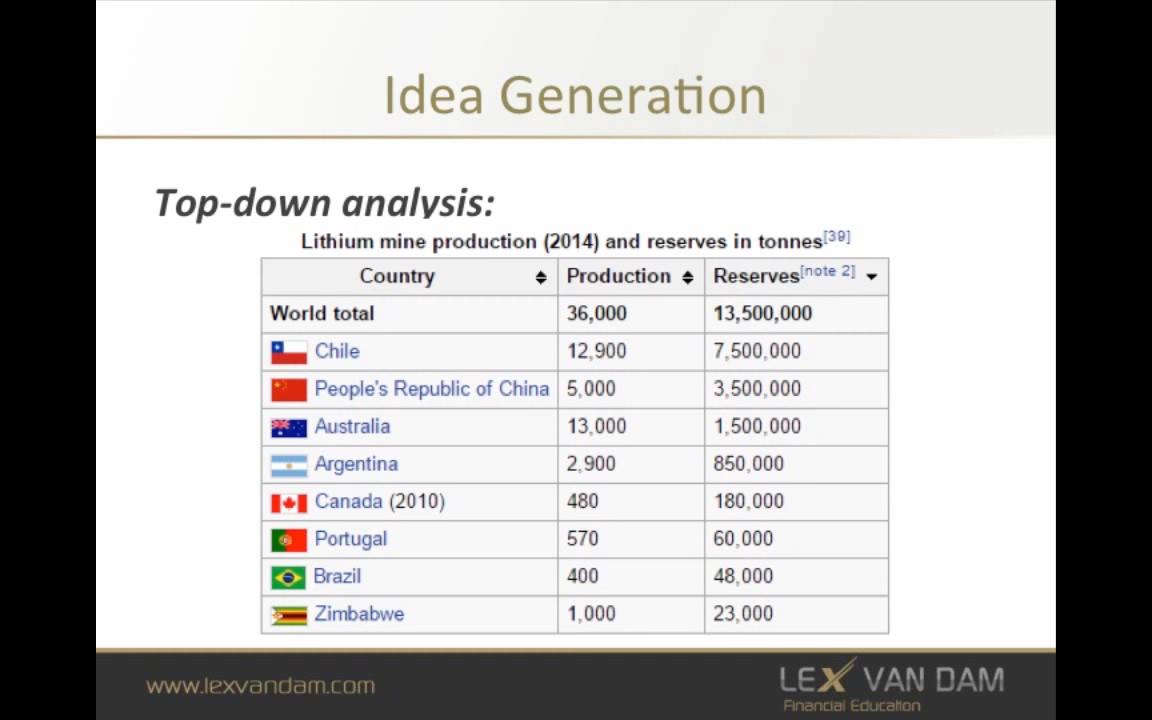 Idea Generation
Top-down analysis:
Lithium mine production (2014) and reserves in tonnes[39]
Country Production Reserves[note 2]
World total 36,000 13,500,000
Chile 12,900 7,500,000
People's Republic of China 5,000 3,500,000
Australia 13,000 1,500,000
Argentina 2,900 850,000
Canada (2010) 480 180,000
Portugal 570 60,000
Brazil 400 48,000
Zimbabwe 1,000 23,000
www.lexvandam.com
LEX VAN DAM
Financial Education